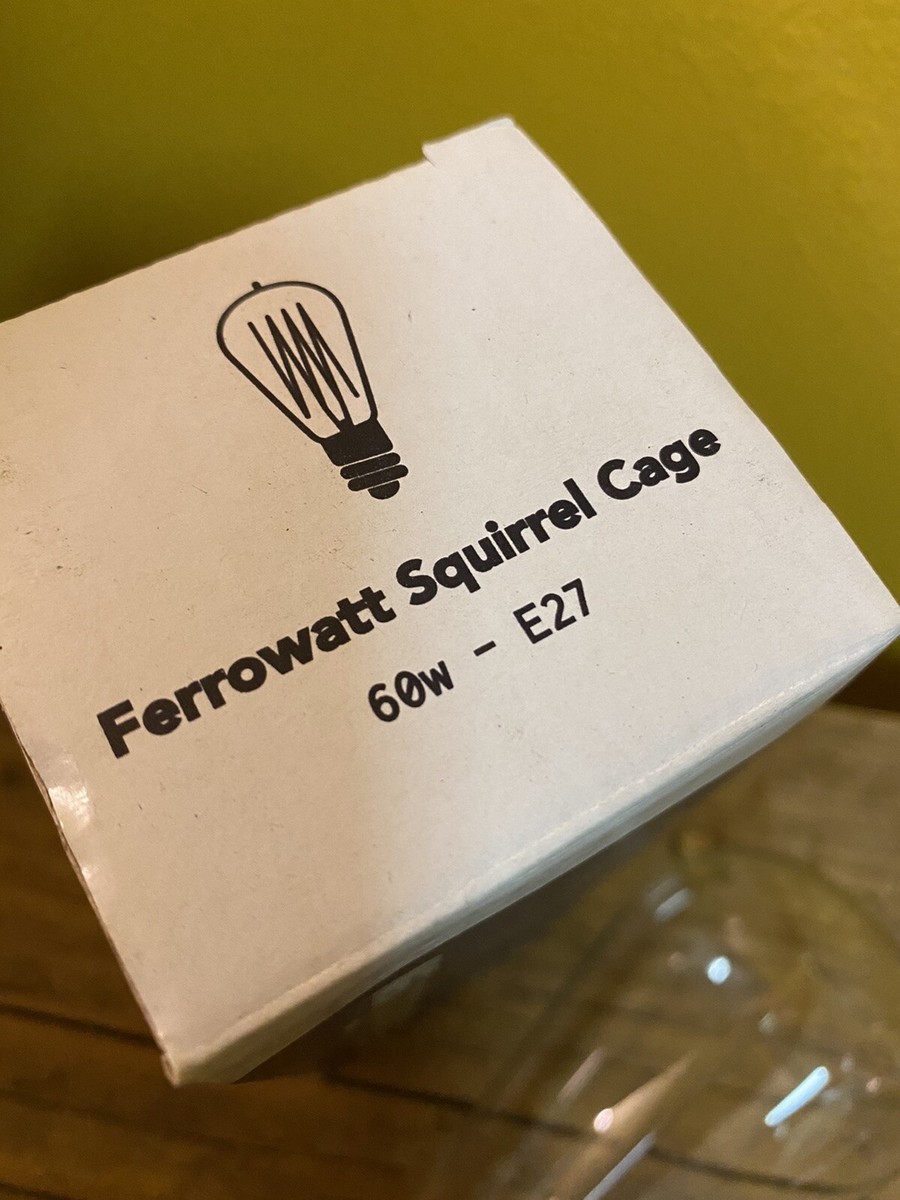 Ferrowatt Squirrel Cage
60w - E27